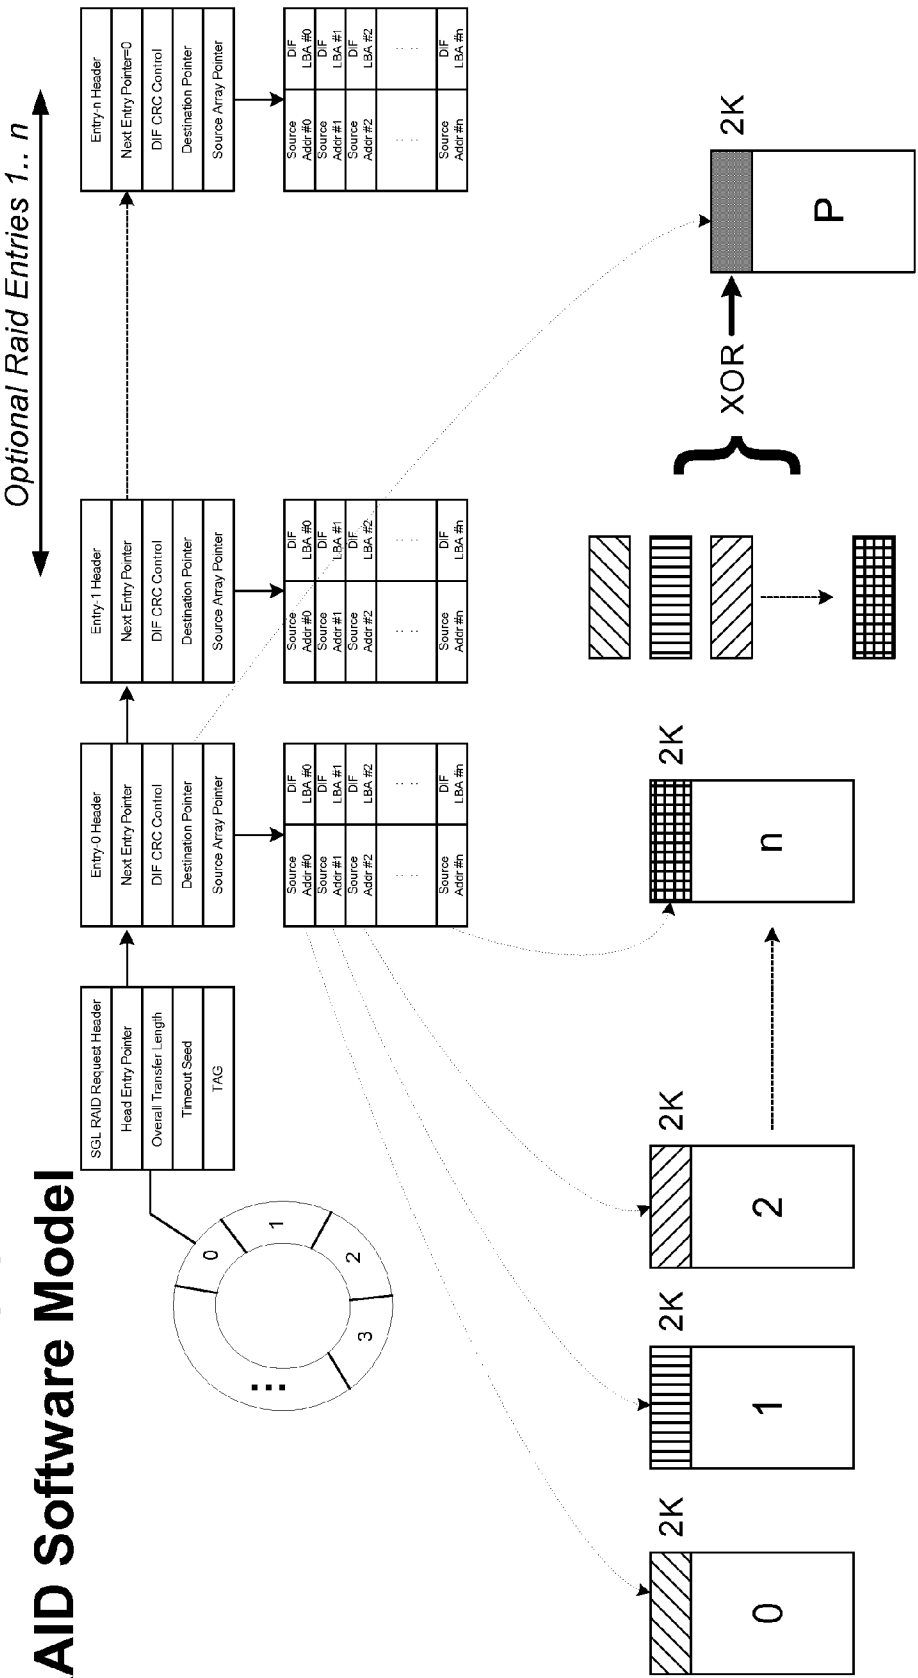 AID Software Model
Optional Raid Entries 1.. n
SGL RAID Request Header
Head Entry Pointer
Overall Transfer Length
Timeout Seed
TAG
Entry-0 Header
Next Entry Pointer
DIF CRC Control
Destination Pointer
Source Array Pointer
Entry-1 Header
Next Entry Pointer
DIF CRC Control
Destination Pointer
Source Array Pointer
Entry-n Header
Next Entry Pointer=0
DIF CRC Control
Destination Pointer
Source Array Pointer
0
1
2
3
...
Source DIF
Addr #0 LBA #0
Source DIF
Addr #1 LBA #1
Source DIF
Addr #2 LBA #2
: : : :
Source DIF
Addr #n LBA #n
Source DIF
Addr #0 LBA #0
Source DIF
Addr #1 LBA #1
Source DIF
Addr #2 LBA #2
: : : :
Source DIF
Addr #n LBA #n
Source DIF
Addr #0 LBA #0
Source DIF
Addr #1 LBA #1
Source DIF
Addr #2 LBA #2
: : : :
Source DIF
Addr #n LBA #n
2K
0
2K
1
2K
2
2K
n
XOR
2K
P